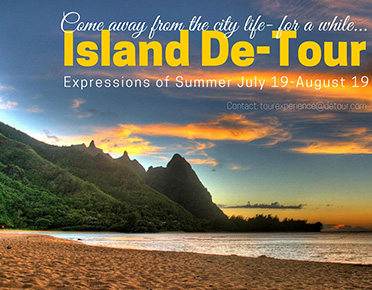 Come away from the city life- for a while...
Island De-Tour
Expressions of Summer July 19-August 19
Contact: tourexperience@detour.com